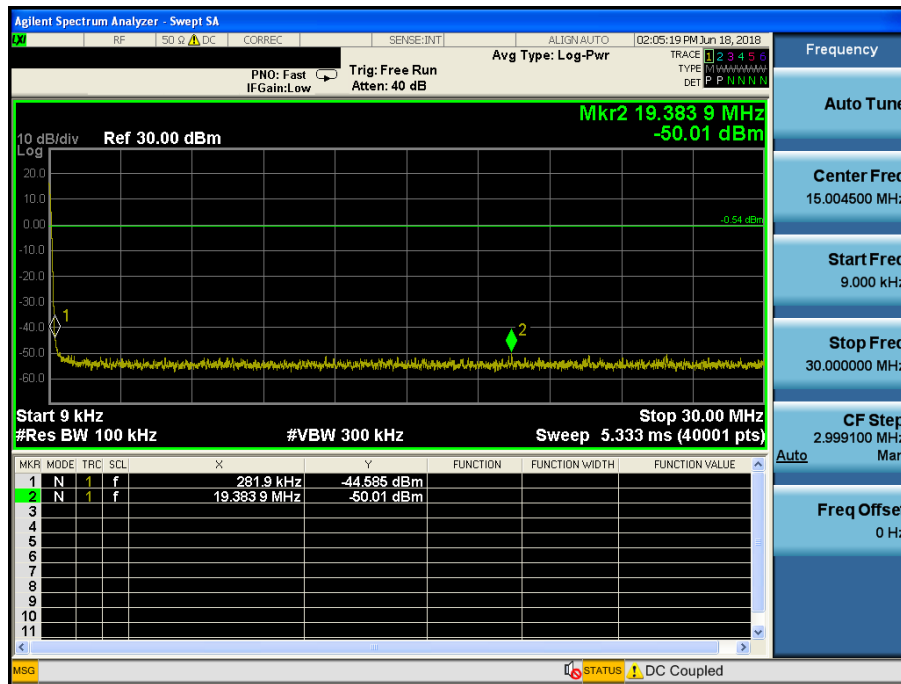 Agilent Spectrum Analyzer - Swept SA
LXI RF 50 Ω DC CORREC SENSE:INT ALIGN AUTO 02:05:19 PM Jun 18, 2018
PNO: Fast
IFGain:Low
Trig: Free Run
Atten: 40 dB
Avg Type: Log-Pwr
TRACE 1 2 3 4 5 6
TYPE M W W W W W
DET P P N N N N
Mkr2 19.383 9 MHz
-50.01 dBm
10 dB/div
Log
Ref 30.00 dBm
20.0
10.0
0.00
-10.0
-20.0
-30.0
-40.0
-50.0
-60.0
-0.54 dBm
1
2
Start 9 kHz
#Res BW 100 kHz
#VBW 300 kHz
Stop 30.00 MHz
Sweep 5.333 ms (40001 pts)
MKR MODE TRC SCL X Y FUNCTION FUNCTION WIDTH FUNCTION VALUE
1 N 1 f 281.9 kHz -44.585 dBm
2 N 1 f 19.383 9 MHz -50.01 dBm
3
4
5
6
7
8
9
10
11
MSG
STATUS
DC Coupled
Frequency
Auto Tune
Center Freq
15.004500 MHz
Start Freq
9.000 kHz
Stop Freq
30.000000 MHz
CF Step
2.999100 MHz
Auto Man
Freq Offset
0 Hz